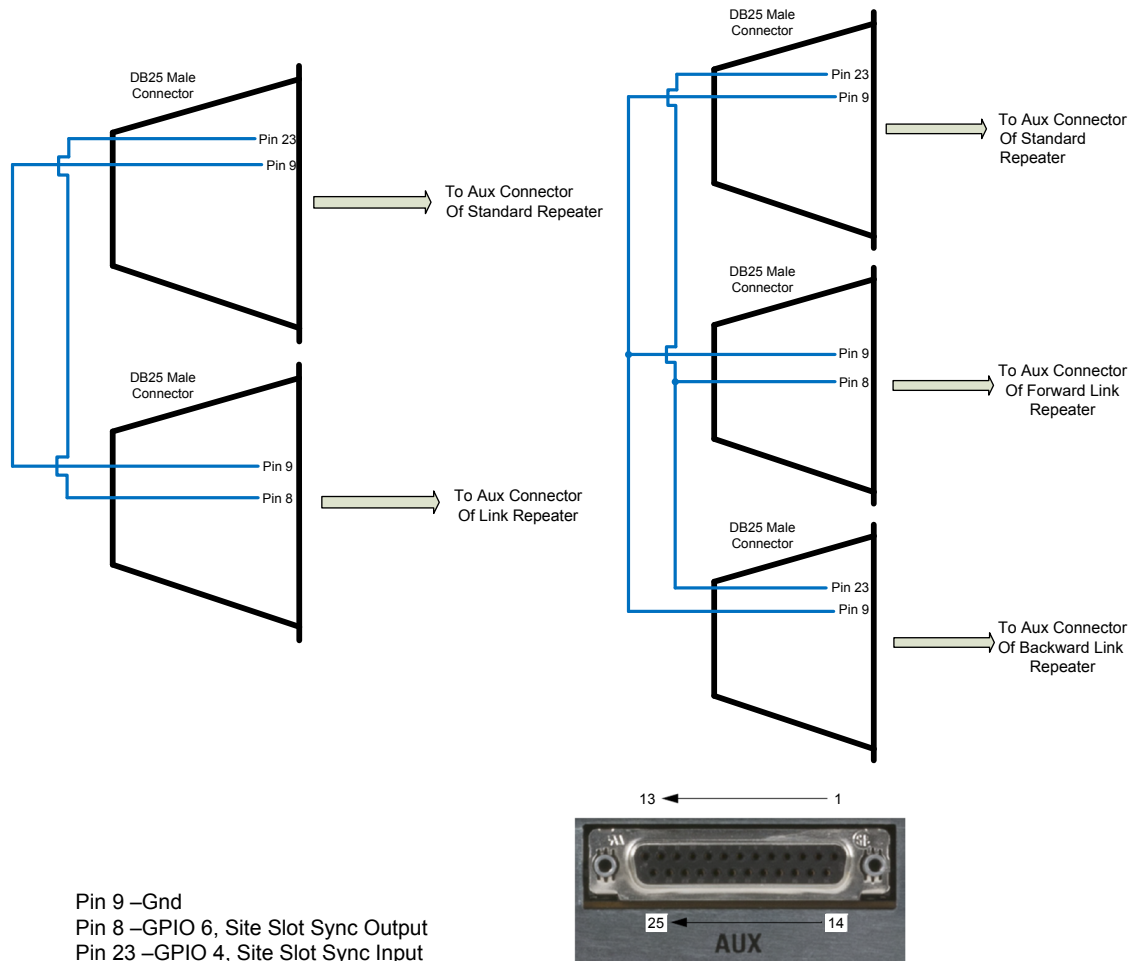 DB25 Male
Connector
Pin 23
Pin 9
To Aux Connector
Of Standard Repeater
DB25 Male
Connector
Pin 9
Pin 8
To Aux Connector
Of Link Repeater
DB25 Male
Connector
Pin 23
Pin 9
To Aux Connector
Of Standard
Repeater
DB25 Male
Connector
Pin 9
Pin 8
To Aux Connector
Of Forward Link
Repeater
DB25 Male
Connector
Pin 23
Pin 9
To Aux Connector
Of Backward Link
Repeater
13
1
25
14
AUX
Pin 9 –Gnd
Pin 8 –GPIO 6, Site Slot Sync Output
Pin 23 –GPIO 4, Site Slot Sync Input